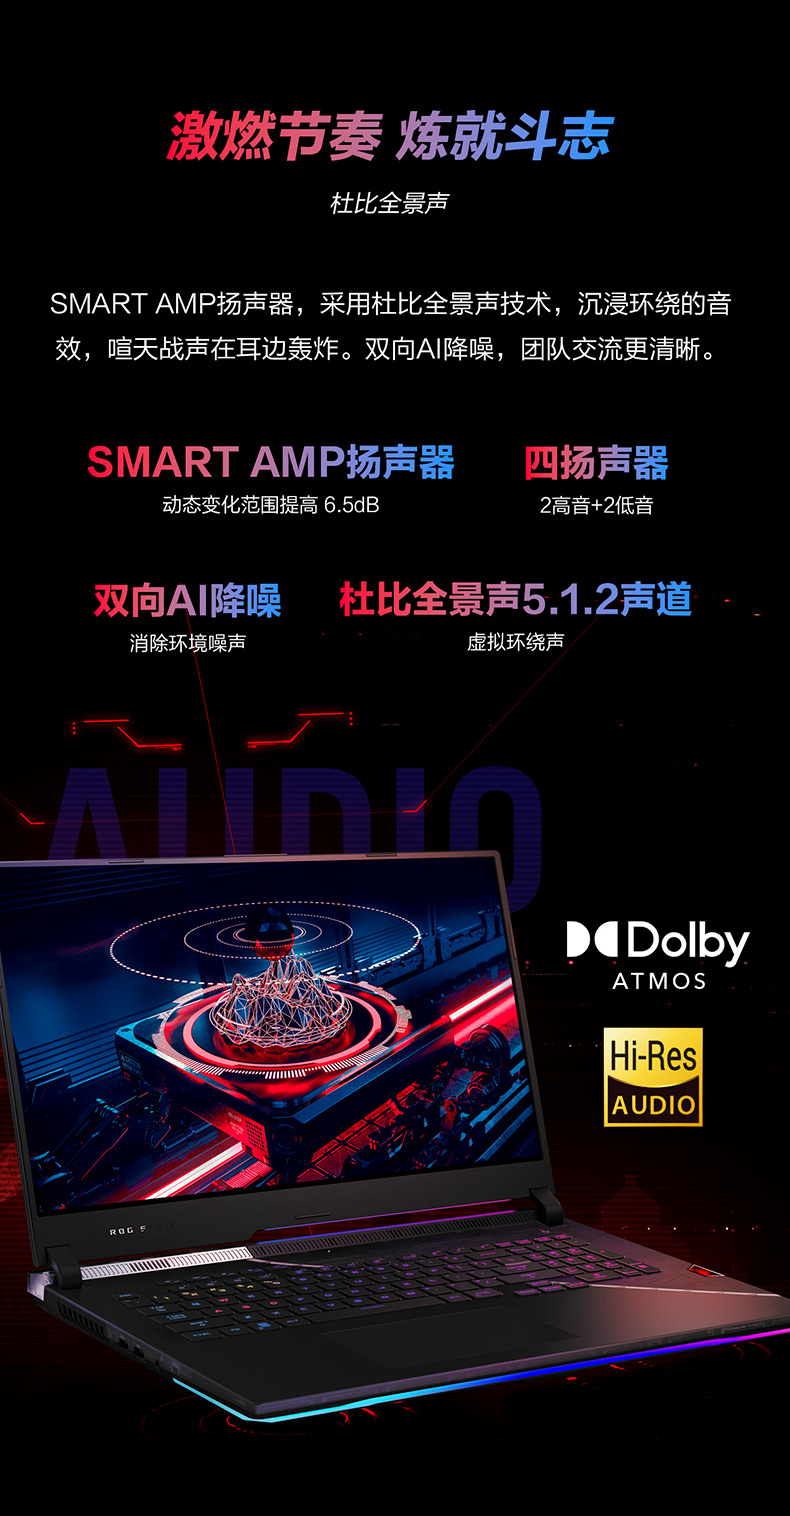 激燃节奏 炼就斗志
杜比全景声
SMART AMP扬声器，采用杜比全景声技术，沉浸环绕的音
效，喧天战声在耳边轰炸。双向AI降噪，团队交流更清晰。
SMART AMP扬声器
四扬声器
动态变化范围提高 6.5dB
2高音+2低音
双向AI降噪
杜比全景声5.1.2声道
消除环境噪声
虚拟环绕声
AUDIO
Dolby
ATMOS
Hi-Res
AUDIO
ROG